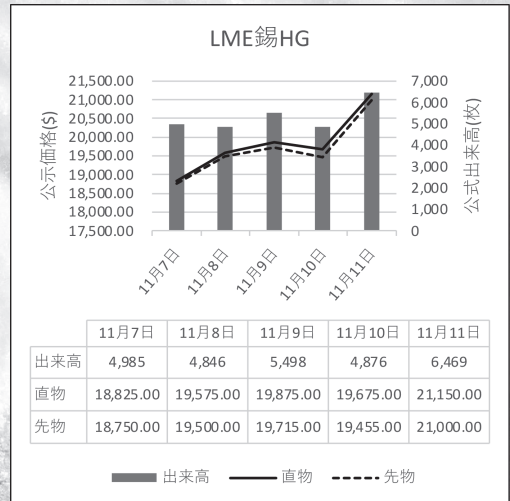 LME錫HG
21,500.00
21,000.00
20,500.00
20,000.00
19,500.00
19,000.00
18,500.00
18,000.00
17,500.00
公示価格($)
7,000
6,000
5,000
4,000
3,000
2,000
1,000
0
公式出来高(枚)
11月7日 11月8日 11月9日 11月10日 11月11日
11月7日 11月8日 11月9日 11月10日 11月11日
出来高 4,985 4,846 5,498 4,876 6,469
直物 18,825.00 19,575.00 19,875.00 19,675.00 21,150.00
先物 18,750.00 19,500.00 19,715.00 19,455.00 21,000.00
出来高 直物 先物